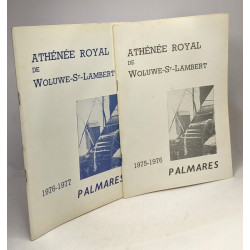 ATHÉNÉE ROYAL
DE
WOLUWE-ST-LAMBERT
1976-1977
PALMARES
ATHÉNÉE ROYAL
DE
WOLUWE-ST-LAMBERT
1975-1976
PALMARES